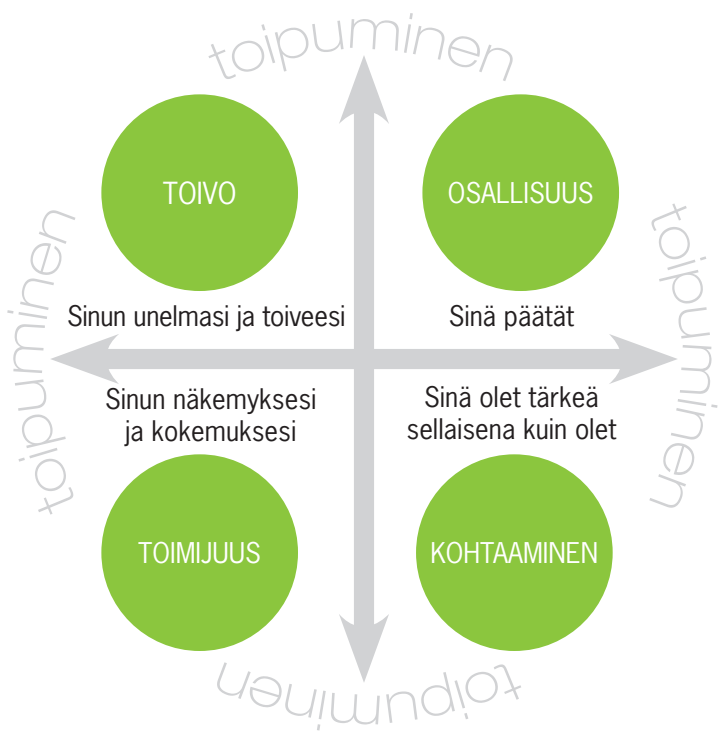 toipuminen
TOIVO
OSALLISUUS
toipuminen
toipuminen
Sinun unelmasi ja toiveesi
Sinä päätät
Sinun näkemyksesi
ja kokemuksesi
Sinä olet tärkeä
sellaisena kuin olet
TOIMIJUUS
KOHTAAMINEN
toipuminen